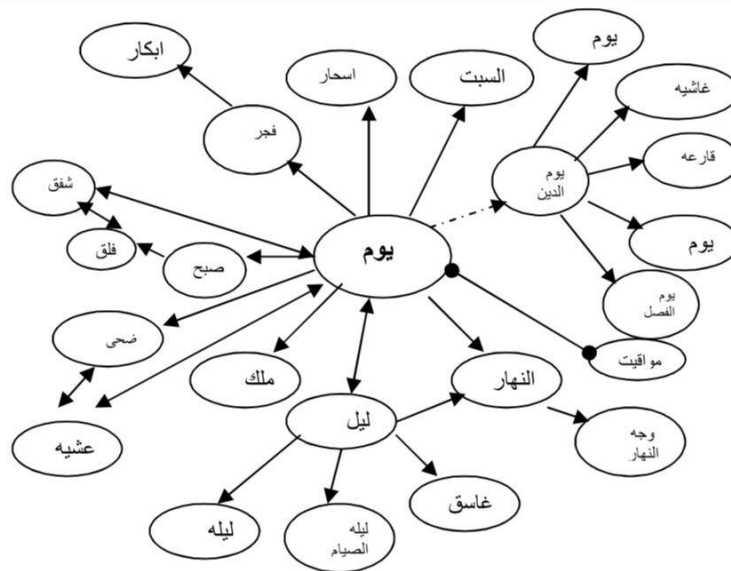 يوم
ابكار
السبت
اسحار
غاشيه
فجر
قارعه
يوم
الدين
شفق
يوم
فلق
يوم
صبح
يوم
الفصل
ضحى
مواقيت
ملك
النهار
ليل
وجه
النهار
عشيه
غاسق
ليله
ليله
الصيام